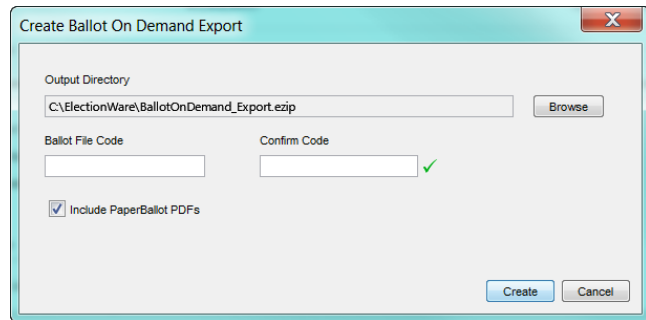 Create Ballot On Demand Export
Output Directory
C:\ElectionWare\BallotOnDemand_Export.ezip
Browse
Ballot File Code
Confirm Code
Include PaperBallot PDFs
Create
Cancel